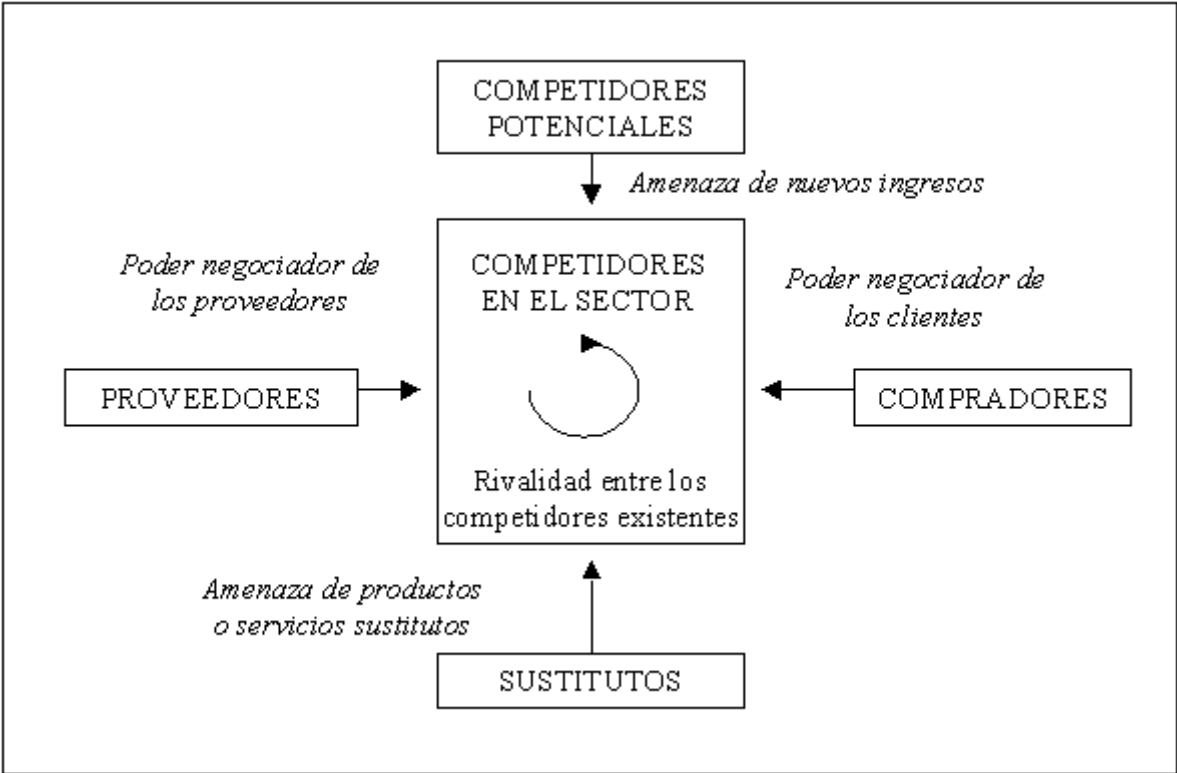 COMPETIDORES
POTENCIALES
Amenaza de nuevos ingresos
Poder negociador de
los proveedores
COMPETIDORES
EN EL SECTOR
Poder negociador de
los clientes
PROVEEDORES
COMPRADORES
Rivalidad entre los
competidores existentes
Amenaza de productos
o servicios sustitutos
SUSTITUTOS